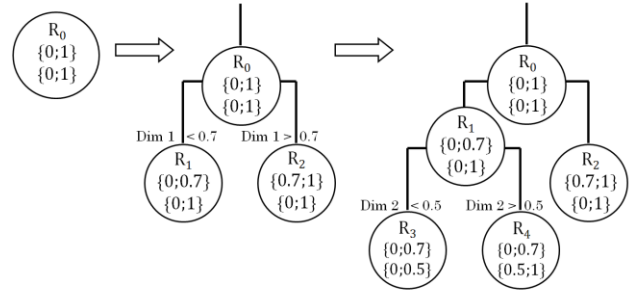 R₀
{0;1}
{0;1}
R₀
{0;1}
{0;1}
Dim 1 < 0.7
Dim 1 > 0.7
R₁
{0;0.7}
{0;1}
R₂
{0.7;1}
{0;1}
R₀
{0;1}
{0;1}
R₁
{0;0.7}
{0;1}
R₂
{0.7;1}
{0;1}
Dim 2 < 0.5
Dim 2 > 0.5
R₃
{0;0.7}
{0;0.5}
R₄
{0;0.7}
{0.5;1}